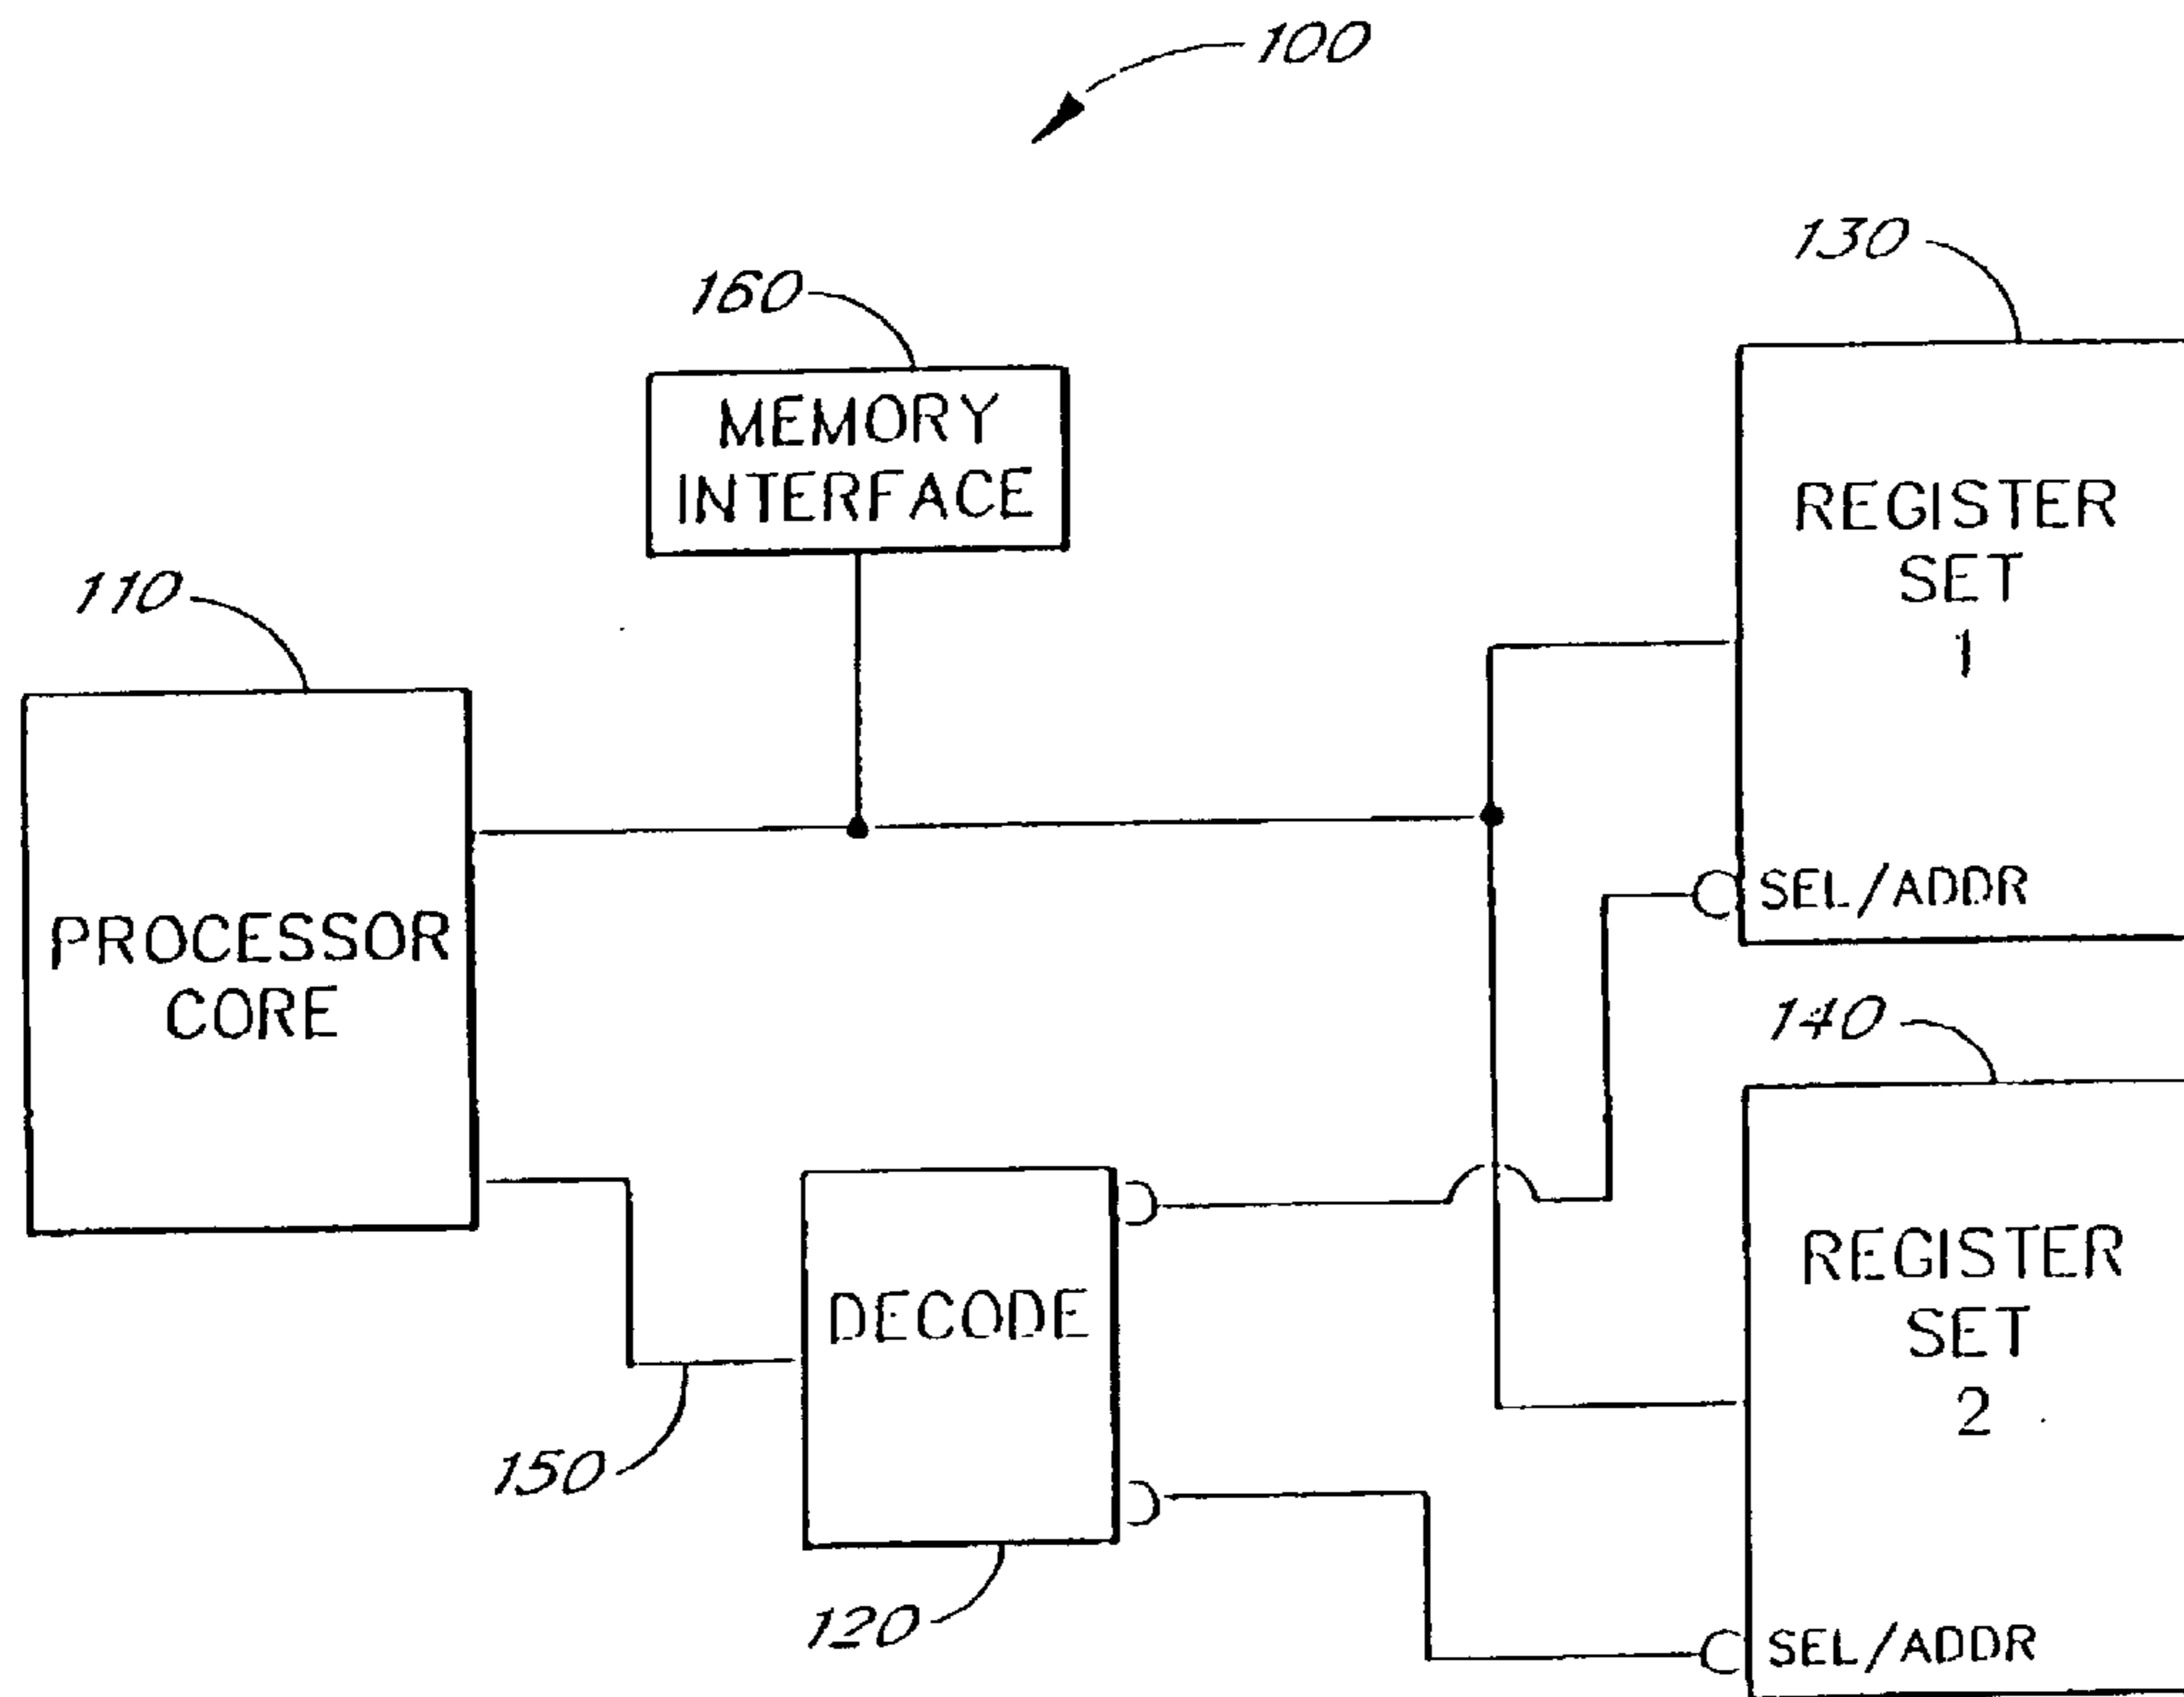 100
130
160
MEMORY
INTERFACE
REGISTER
SET
1
110
SEL/ADDR
PROCESSOR
CORE
140
DECODE
REGISTER
SET
2
150
120
SEL/ADDR